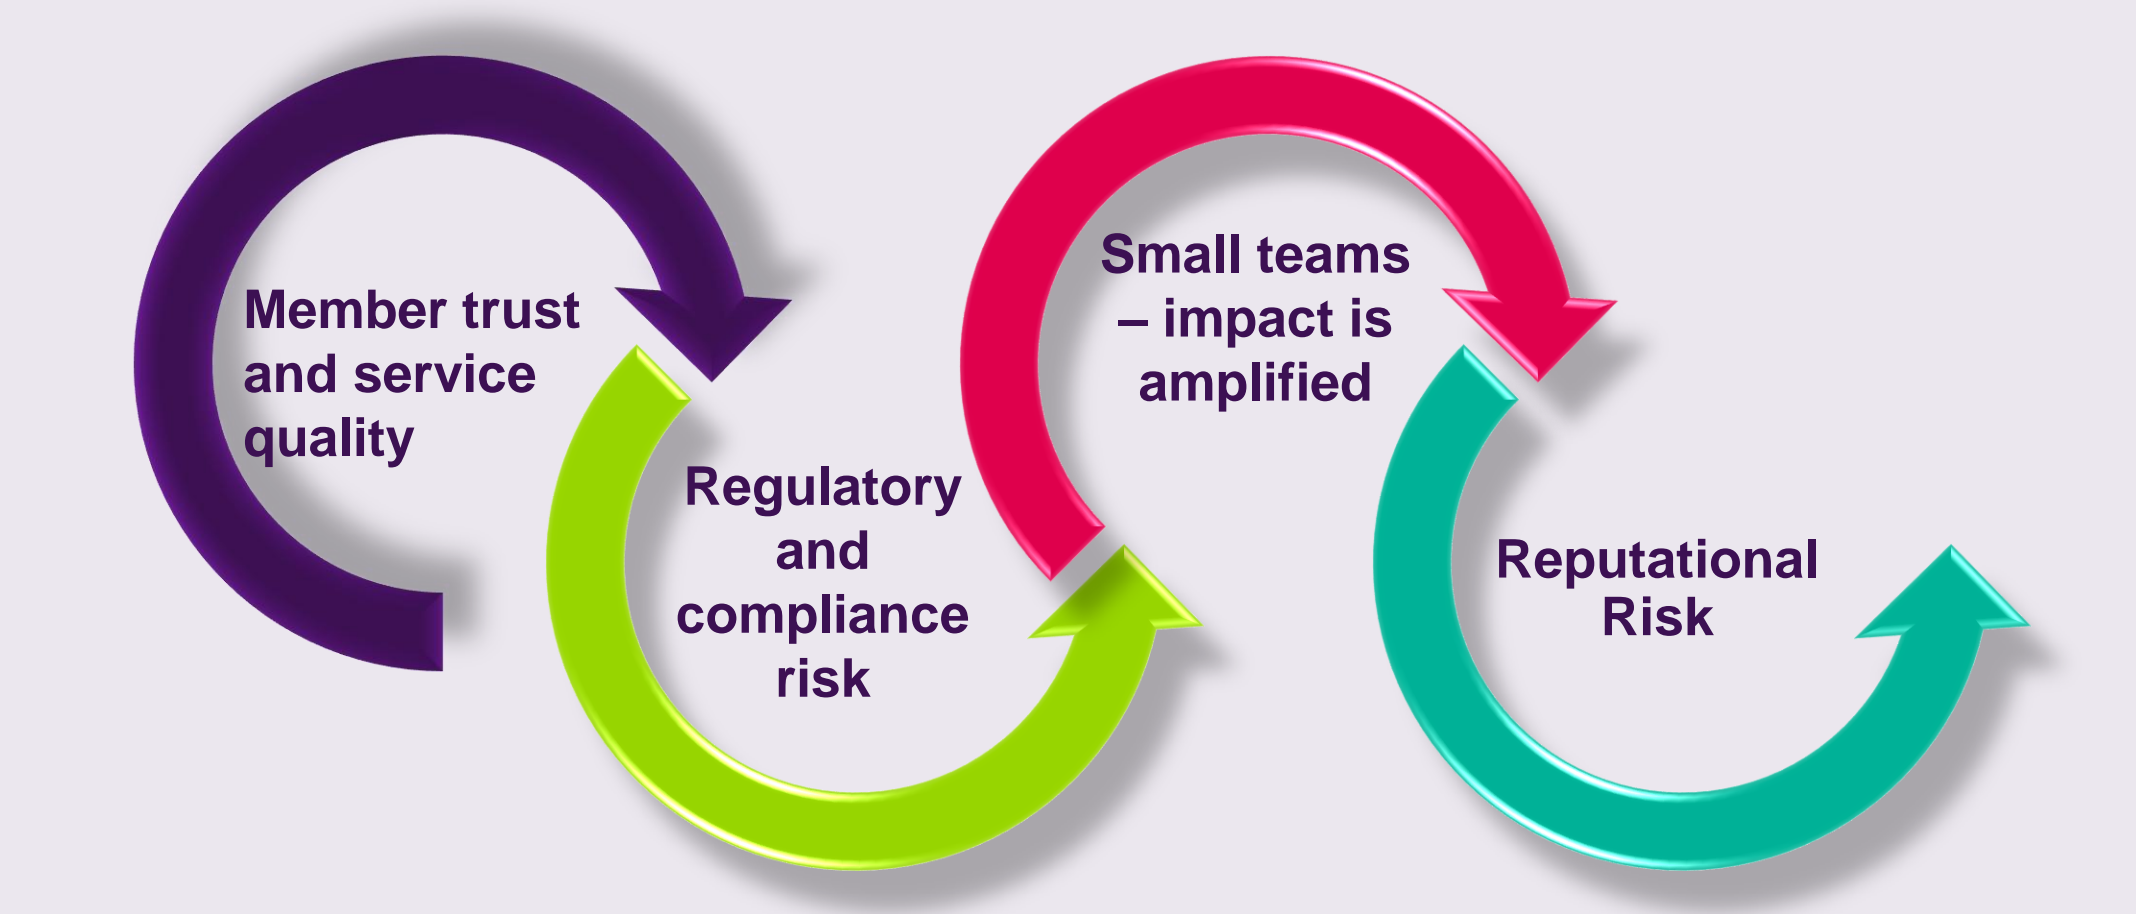 Member trust
and service
quality
Regulatory
and
compliance
risk
Small teams
– impact is
amplified
Reputational
Risk